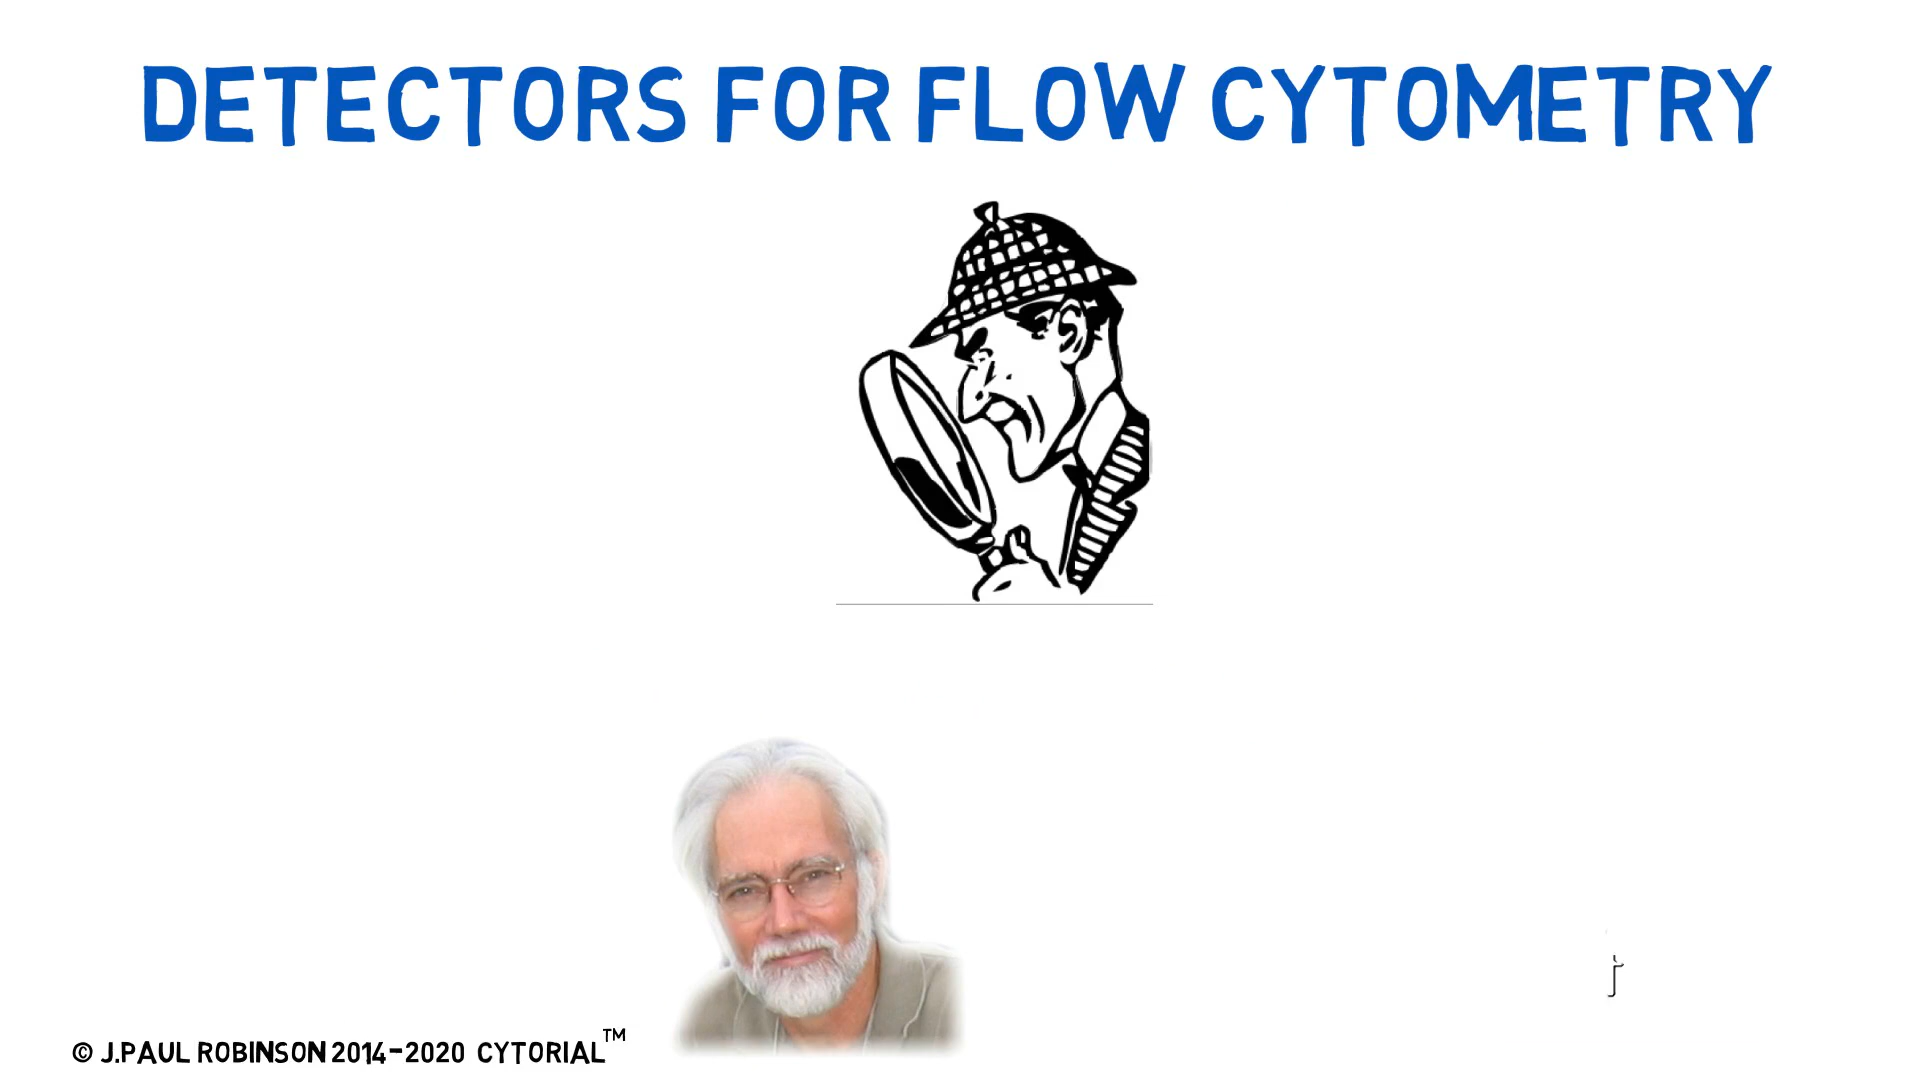 DETECTORS FOR FLOW CYTOMETRY
© J.PAUL ROBINSON 2014-2020 CYTORIAL™